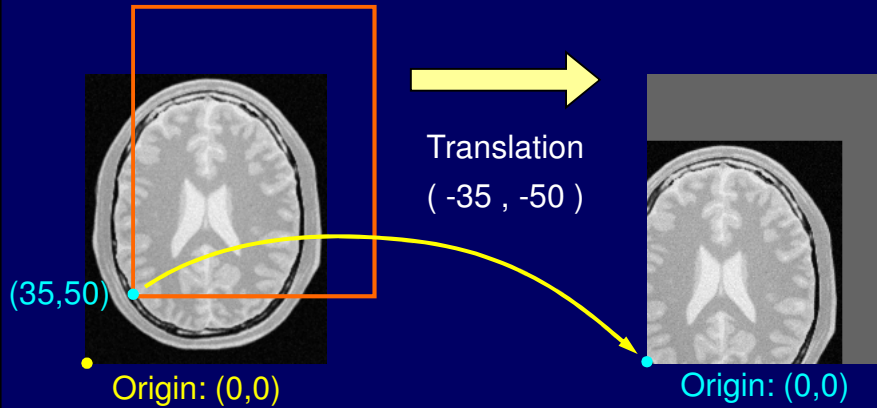 Translation
( -35 , -50 )
(35,50)
Origin: (0,0)
Origin: (0,0)